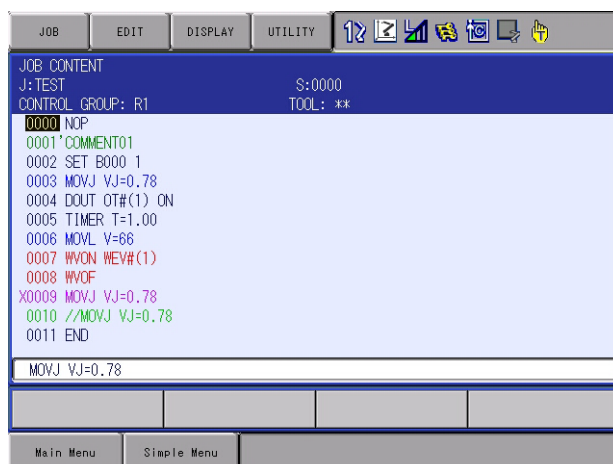 JOB EDIT DISPLAY UTILITY
JOB CONTENT
J:TEST S:0000
CONTROL GROUP: R1 TOOL: **
0000 NOP
0001'COMMENT01
0002 SET B000 1
0003 MOVJ VJ=0.78
0004 DOUT OT#(1) ON
0005 TIMER T=1.00
0006 MOVL V=66
0007 WVON WEV#(1)
0008 WVOF
X0009 MOVJ VJ=0.78
0010 //MOVJ VJ=0.78
0011 END
MOVJ VJ=0.78
Main Menu Simple Menu